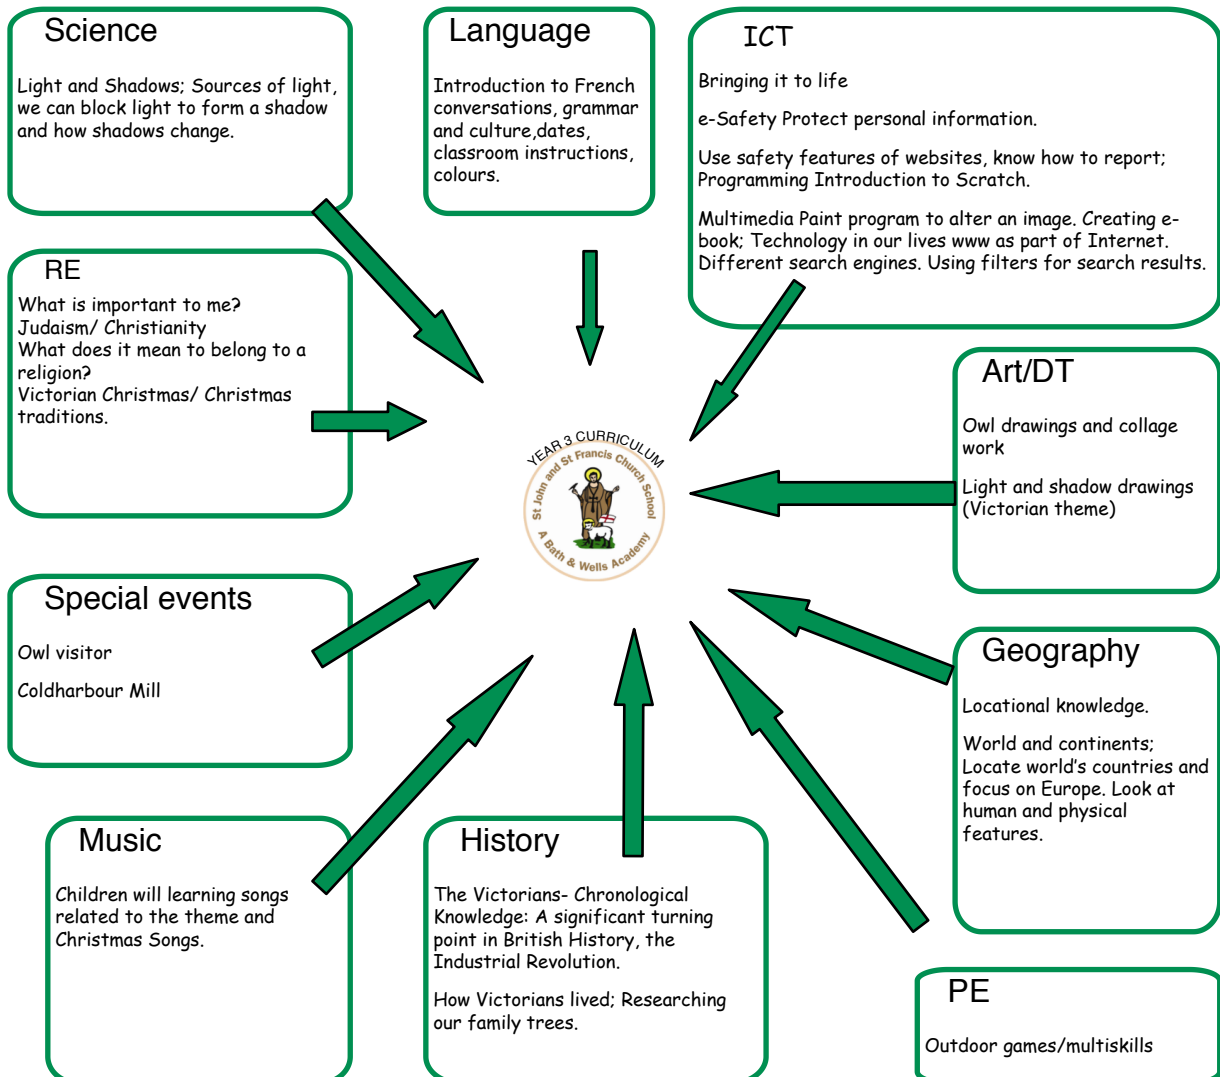 Science
Light and Shadows; Sources of light,
we can block light to form a shadow
and how shadows change.
Language
Introduction to French
conversations, grammar
and culture,dates,
classroom instructions,
colours.
ICT
Bringing it to life
e-Safety Protect personal information.
Use safety features of websites, know how to report;
Programming Introduction to Scratch.
Multimedia Paint program to alter an image. Creating e-
book; Technology in our lives www as part of Internet.
Different search engines. Using filters for search results.
RE
What is important to me?
Judaism/ Christianity
What does it mean to belong to a
religion?
Victorian Christmas/ Christmas
traditions.
Art/DT
Owl drawings and collage
work
Light and shadow drawings
(Victorian theme)
YEAR 3 CURRICULUM
St John and St Francis Church School
A Bath & Wells Academy
Special events
Owl visitor
Coldharbour Mill
Geography
Locational knowledge.
World and continents;
Locate world's countries and
focus on Europe. Look at
human and physical
features.
Music
Children will learning songs
related to the theme and
Christmas Songs.
History
The Victorians- Chronological
Knowledge: A significant turning
point in British History, the
Industrial Revolution.
How Victorians lived; Researching
our family trees.
PE
Outdoor games/multiskills